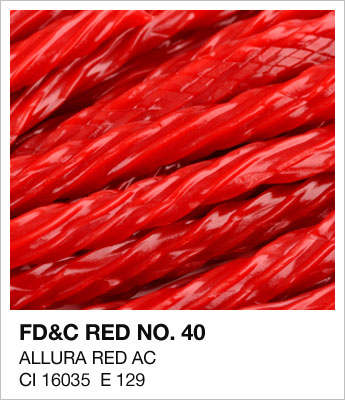 FD&C RED NO. 40
ALLURA RED AC
CI 16035  E 129